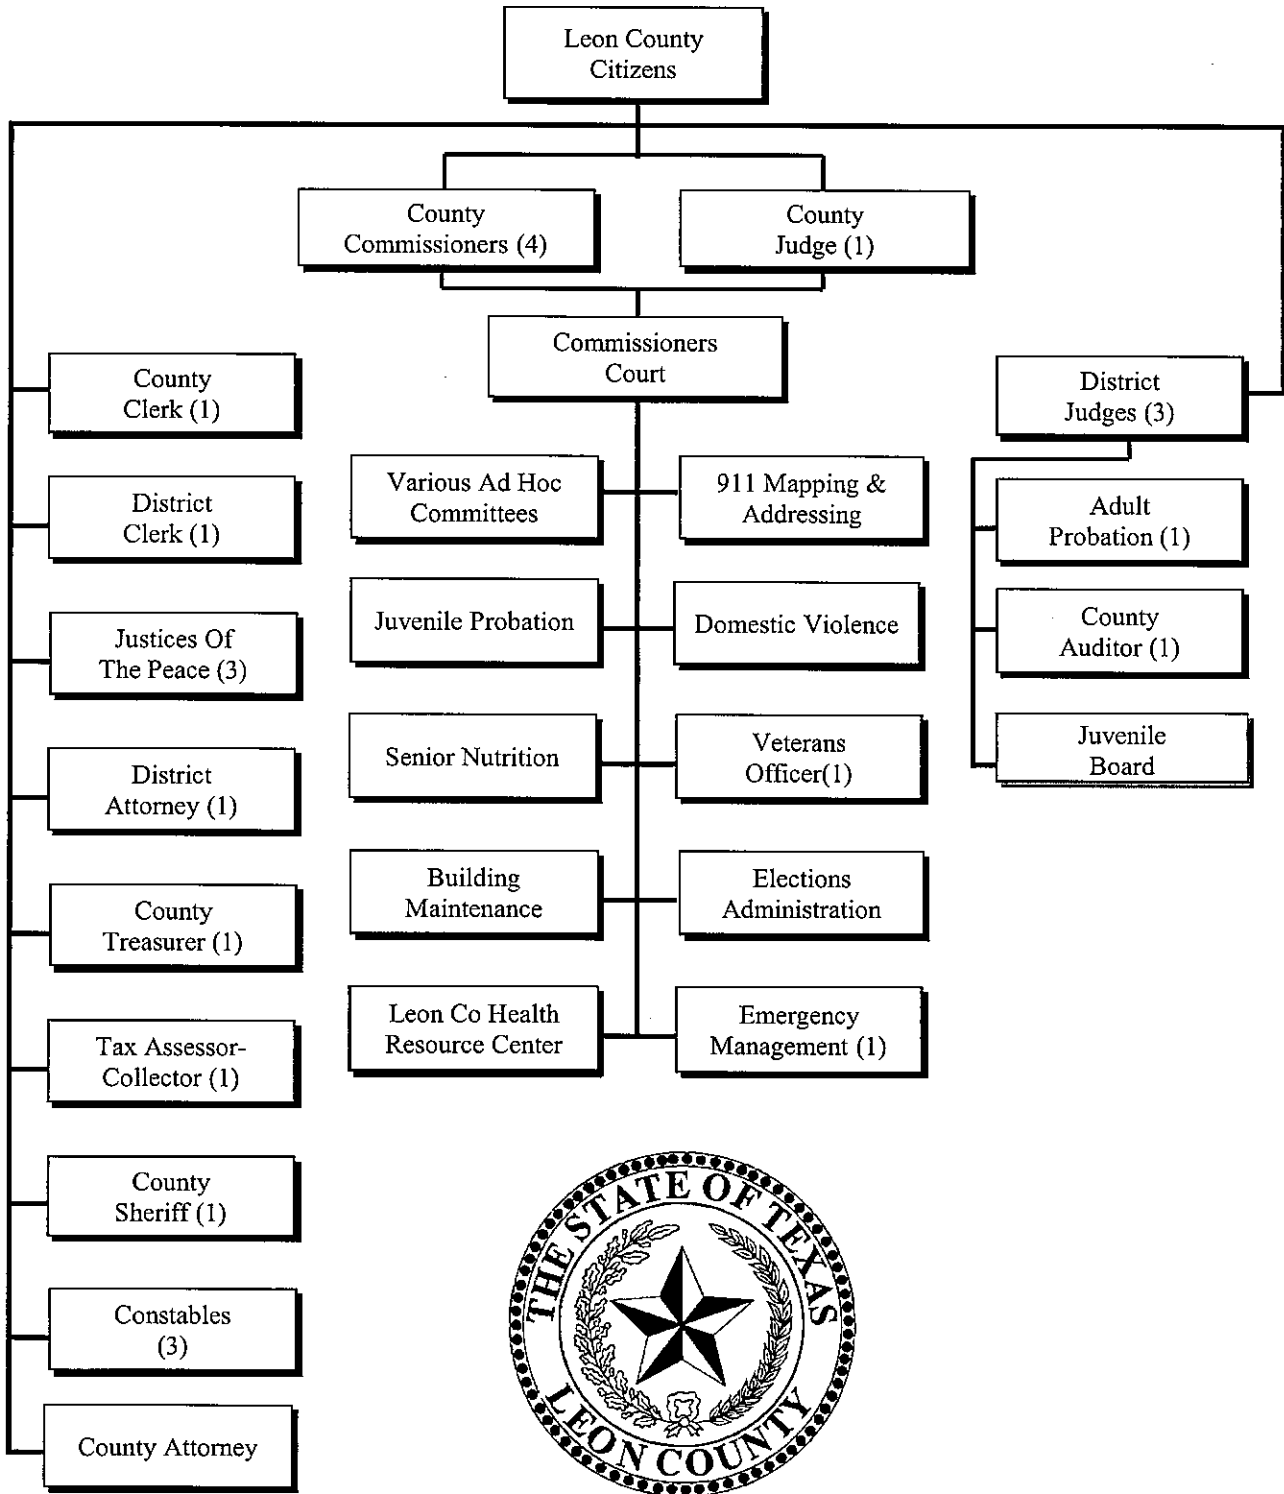 Leon County
Citizens
County
Commissioners (4)
County
Judge (1)
Commissioners
Court
County
Clerk (1)
District
Clerk (1)
Justices Of
The Peace (3)
District
Attorney (1)
County
Treasurer (1)
Tax Assessor-
Collector (1)
County
Sheriff (1)
Constables
(3)
County Attorney
Various Ad Hoc
Committees
911 Mapping &
Addressing
Juvenile Probation
Domestic Violence
Senior Nutrition
Veterans
Officer(1)
Building
Maintenance
Elections
Administration
Leon Co Health
Resource Center
Emergency
Management (1)
District
Judges (3)
Adult
Probation (1)
County
Auditor (1)
Juvenile
Board
THE STATE OF TEXAS
LEON COUNTY